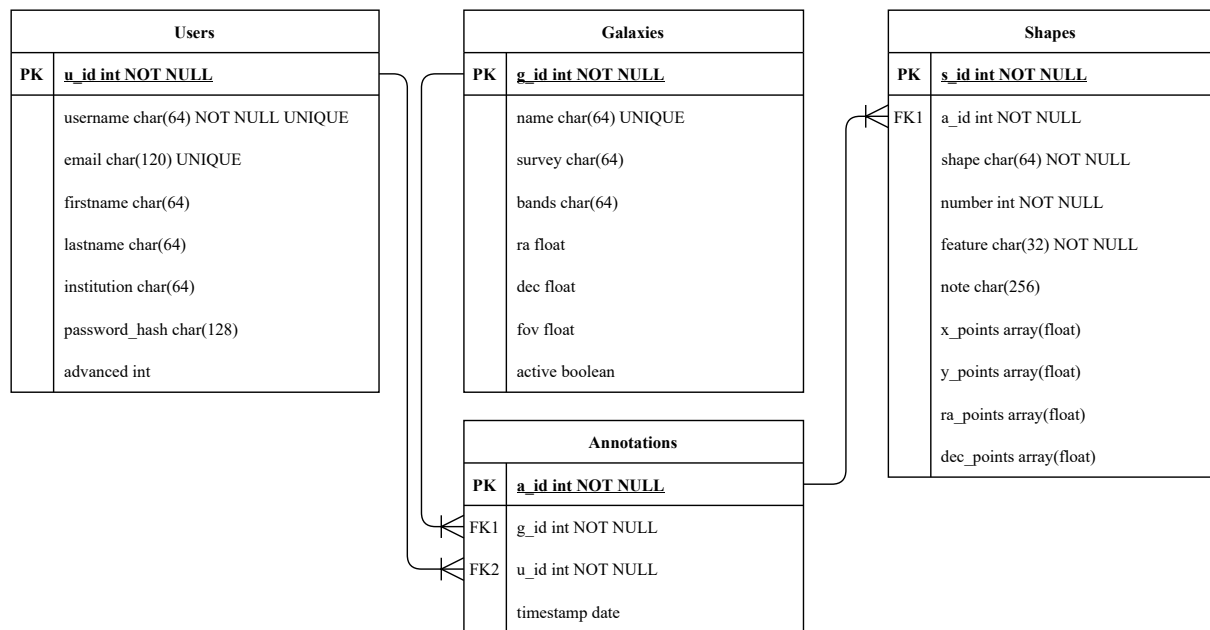 Users
PK u_id int NOT NULL
username char(64) NOT NULL UNIQUE
email char(120) UNIQUE
firstname char(64)
lastname char(64)
institution char(64)
password_hash char(128)
advanced int
Galaxies
PK g_id int NOT NULL
name char(64) UNIQUE
survey char(64)
bands char(64)
ra float
dec float
fov float
active boolean
Annotations
PK a_id int NOT NULL
FK1 g_id int NOT NULL
FK2 u_id int NOT NULL
timestamp date
Shapes
PK s_id int NOT NULL
FK1 a_id int NOT NULL
shape char(64) NOT NULL
number int NOT NULL
feature char(32) NOT NULL
note char(256)
x_points array(float)
y_points array(float)
ra_points array(float)
dec_points array(float)